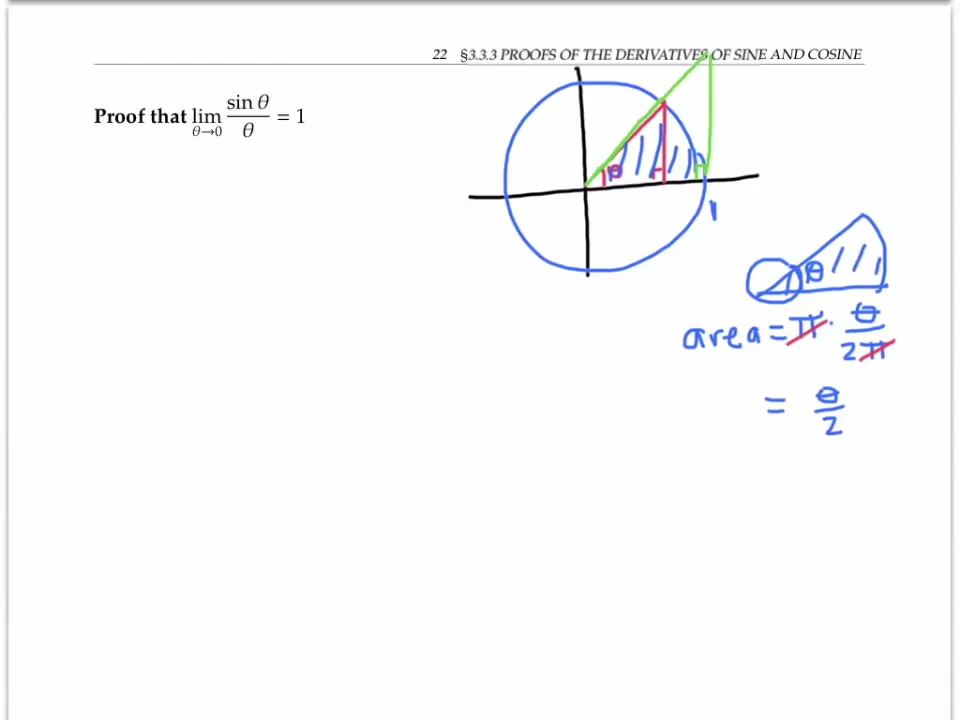 22 §3.3.3 PROOFS OF THE DERIVATIVES OF SINE AND COSINE
Proof that lim θ→0 sin θ / θ = 1
θ
1
θ
area = π · θ / 2π
= θ / 2